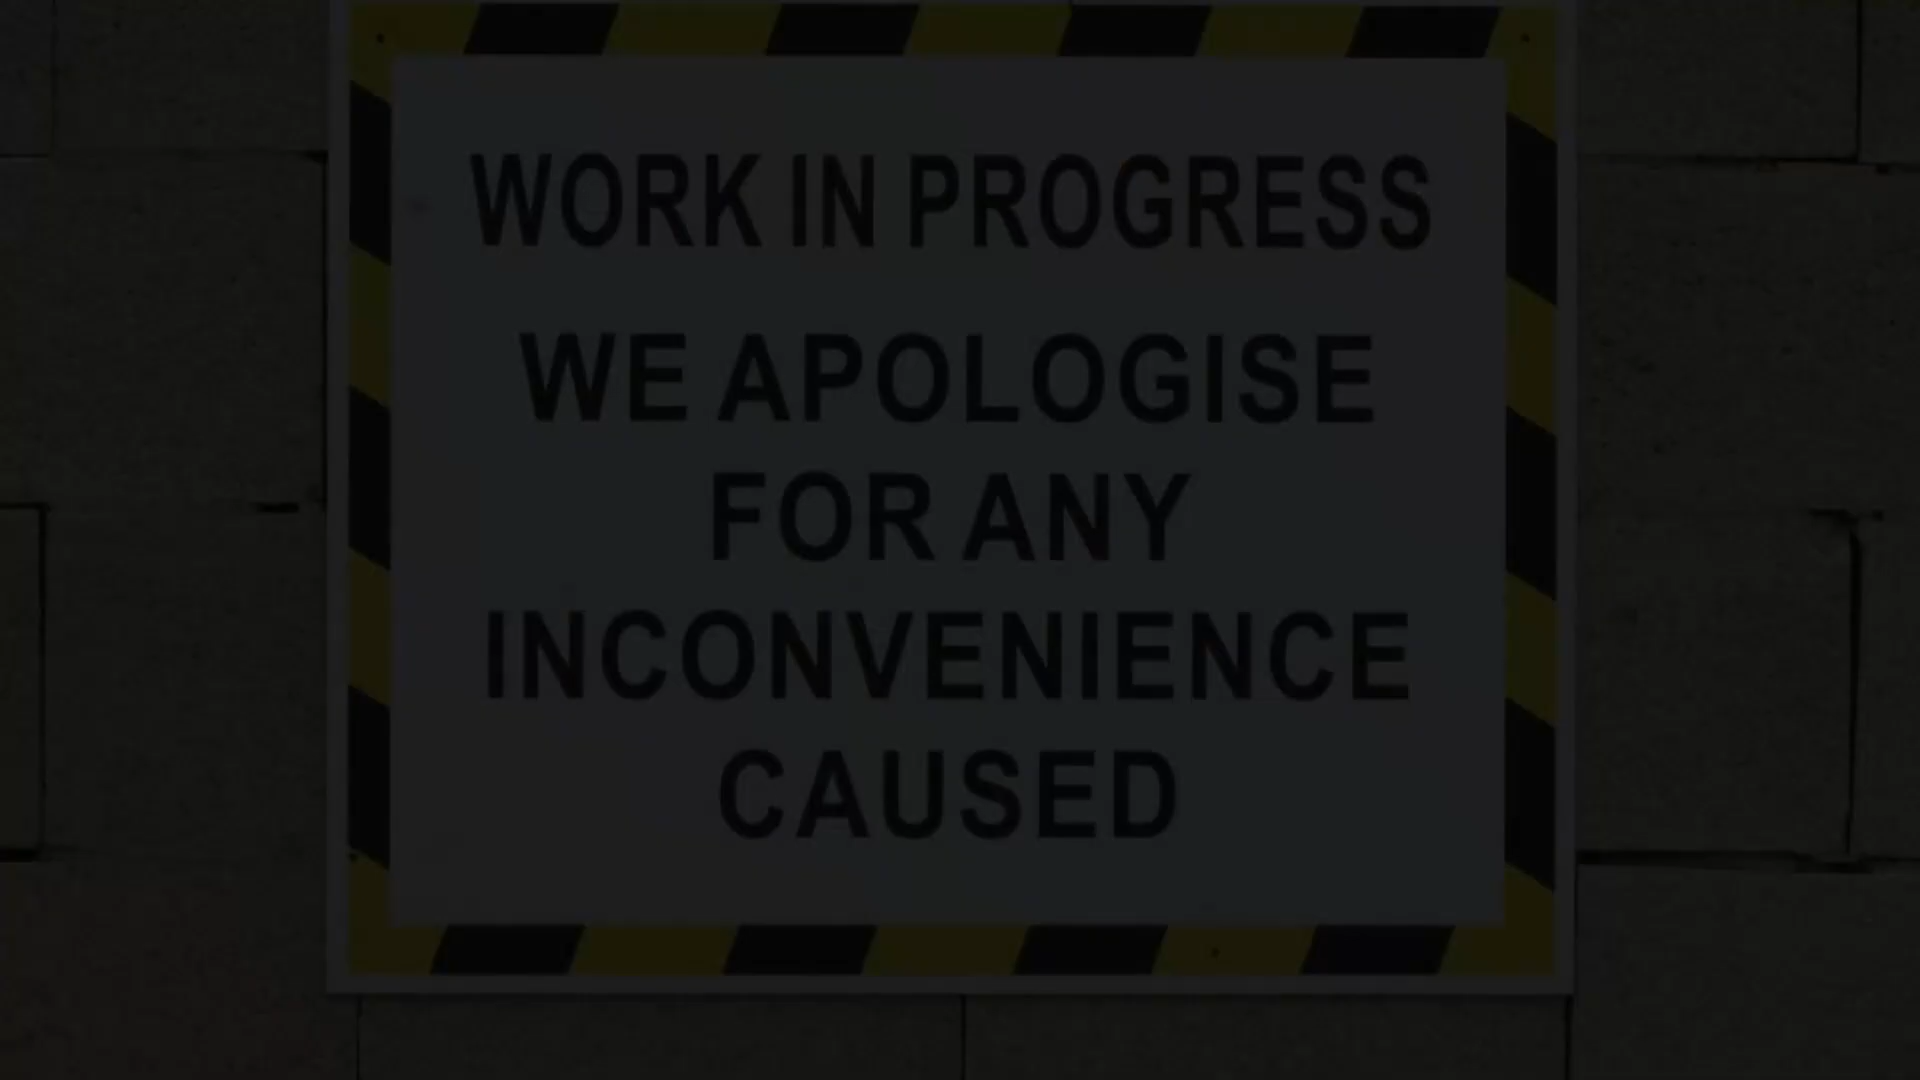 WORK IN PROGRESS
WE APOLOGISE
FOR ANY
INCONVENIENCE
CAUSED